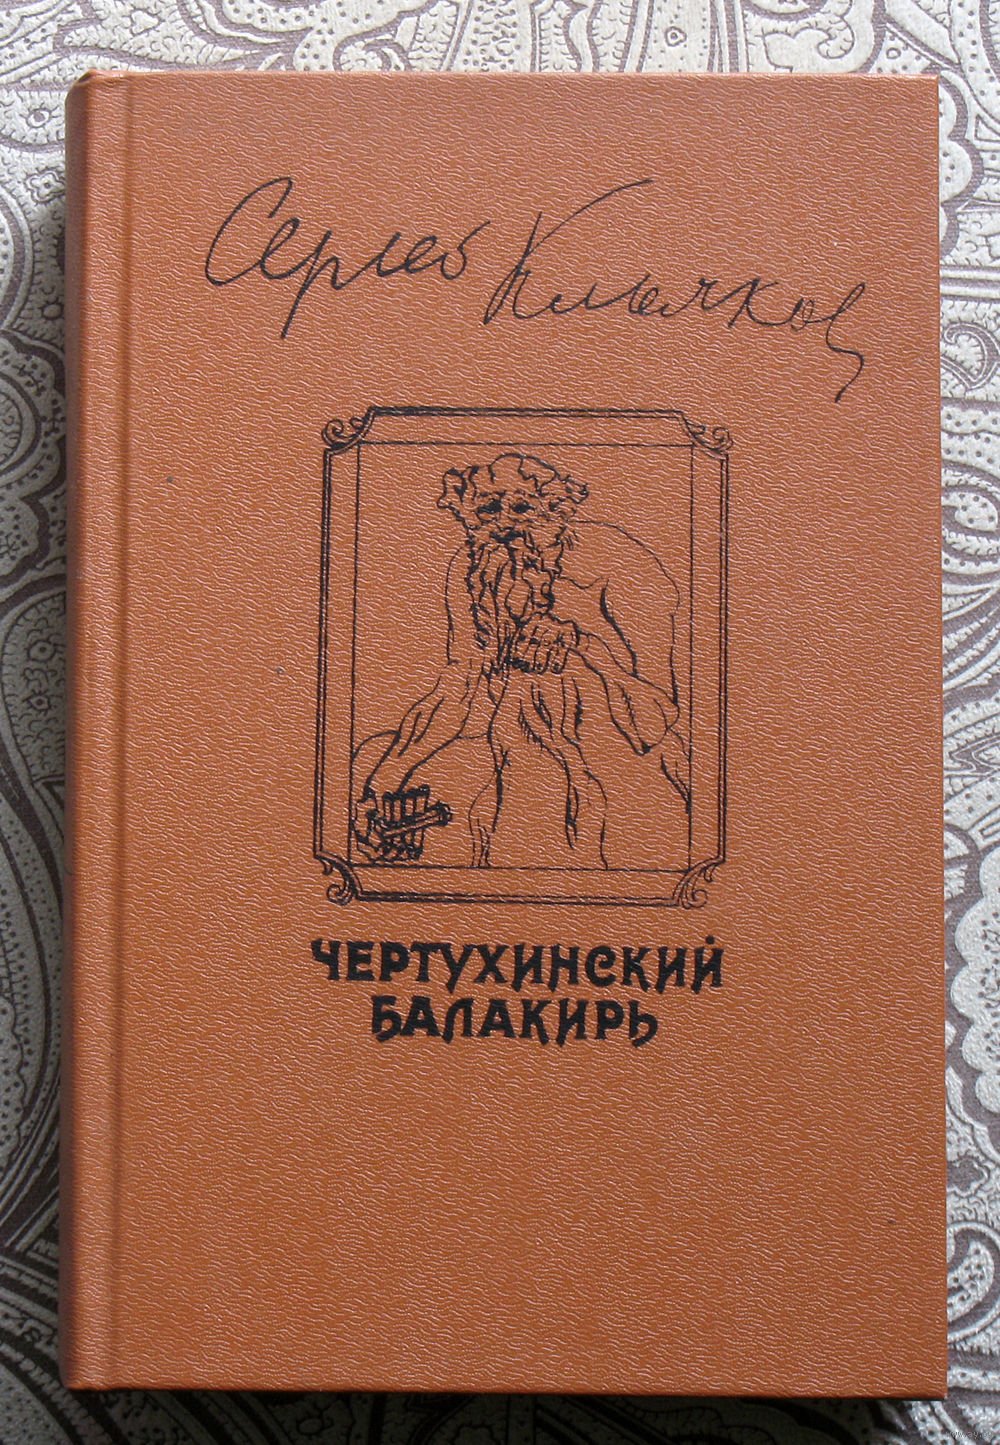 Сергей Клычков
ЧЕРТУХИНСКИЙ
БАЛАКИРЬ